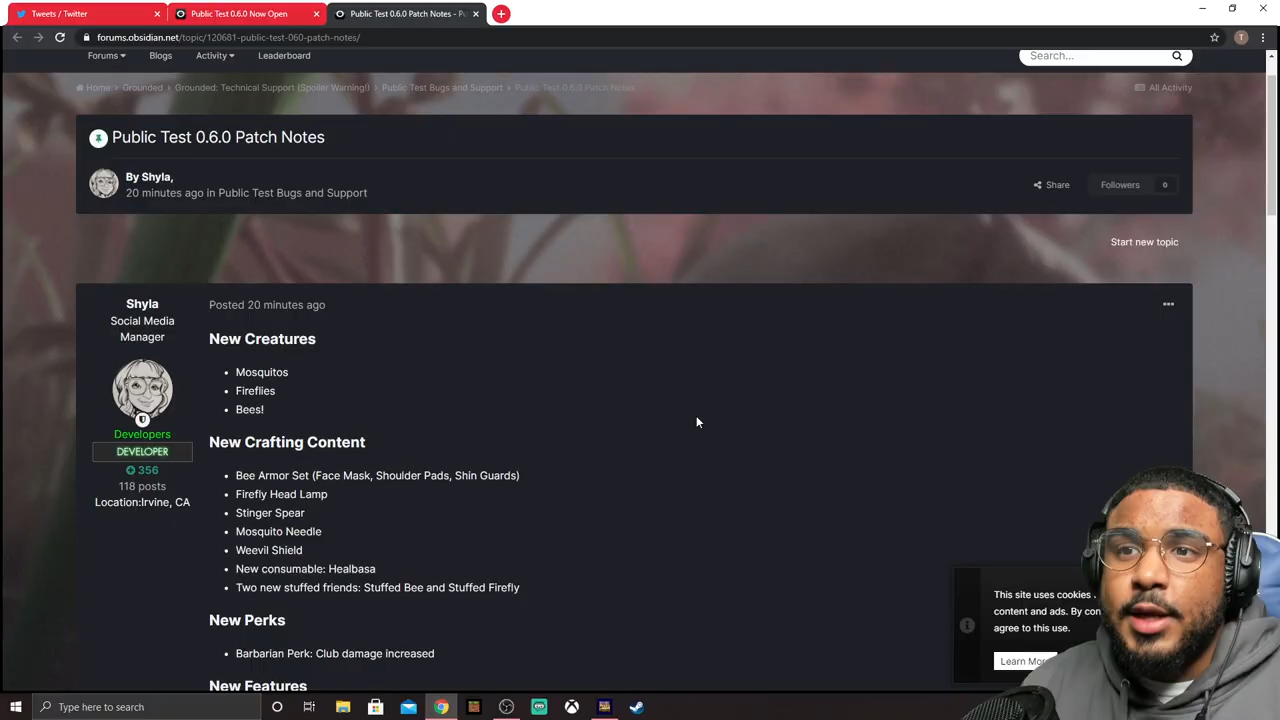 Tweets / Twitter
Public Test 0.6.0 Now Open
Public Test 0.6.0 Patch Notes - P
forums.obsidian.net/topic/120681-public-test-060-patch-notes/
T
Forums
Blogs
Activity
Leaderboard
Search...
Home
Grounded
Grounded: Technical Support (Spoiler Warning!)
Public Test Bugs and Support
Public Test 0.6.0 Patch Notes
All Activity
Public Test 0.6.0 Patch Notes
By Shyla,
20 minutes ago in Public Test Bugs and Support
Share
Followers 0
Start new topic
Shyla
Social Media
Manager
Developers
DEVELOPER
356
118 posts
Location:Irvine, CA
Posted 20 minutes ago
New Creatures
Mosquitos
Fireflies
Bees!
New Crafting Content
Bee Armor Set (Face Mask, Shoulder Pads, Shin Guards)
Firefly Head Lamp
Stinger Spear
Mosquito Needle
Weevil Shield
New consumable: Healbasa
Two new stuffed friends: Stuffed Bee and Stuffed Firefly
New Perks
Barbarian Perk: Club damage increased
New Features
This site uses cookies
content and ads. By con
agree to this use.
Learn Mor
Type here to search